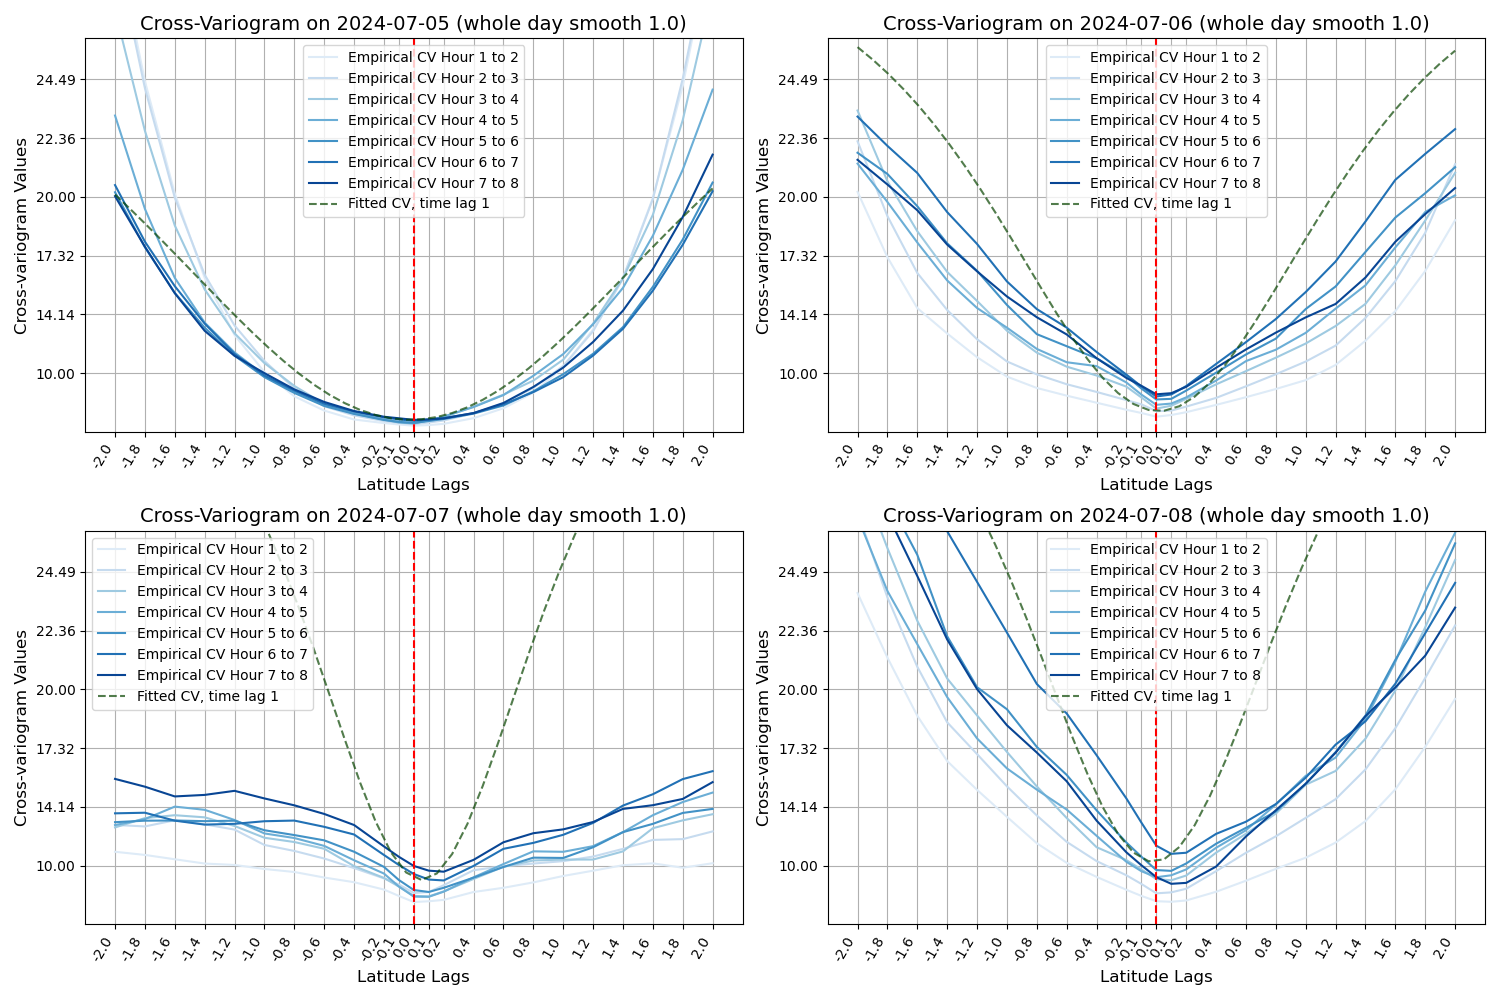 Cross-Variogram on 2024-07-05 (whole day smooth 1.0)
Cross-variogram Values
24.49
22.36
20.00
17.32
14.14
10.00
Empirical CV Hour 1 to 2
Empirical CV Hour 2 to 3
Empirical CV Hour 3 to 4
Empirical CV Hour 4 to 5
Empirical CV Hour 5 to 6
Empirical CV Hour 6 to 7
Empirical CV Hour 7 to 8
Fitted CV, time lag 1
-2.0 -1.8 -1.6 -1.4 -1.2 -1.0 -0.8 -0.6 -0.4 -0.2 -0.1 0.0 0.1 0.2 0.4 0.6 0.8 1.0 1.2 1.4 1.6 1.8 2.0
Latitude Lags
Cross-Variogram on 2024-07-06 (whole day smooth 1.0)
Cross-variogram Values
24.49
22.36
20.00
17.32
14.14
10.00
Empirical CV Hour 1 to 2
Empirical CV Hour 2 to 3
Empirical CV Hour 3 to 4
Empirical CV Hour 4 to 5
Empirical CV Hour 5 to 6
Empirical CV Hour 6 to 7
Empirical CV Hour 7 to 8
Fitted CV, time lag 1
-2.0 -1.8 -1.6 -1.4 -1.2 -1.0 -0.8 -0.6 -0.4 -0.2 -0.1 0.0 0.1 0.2 0.4 0.6 0.8 1.0 1.2 1.4 1.6 1.8 2.0
Latitude Lags
Cross-Variogram on 2024-07-07 (whole day smooth 1.0)
Cross-variogram Values
24.49
22.36
20.00
17.32
14.14
10.00
Empirical CV Hour 1 to 2
Empirical CV Hour 2 to 3
Empirical CV Hour 3 to 4
Empirical CV Hour 4 to 5
Empirical CV Hour 5 to 6
Empirical CV Hour 6 to 7
Empirical CV Hour 7 to 8
Fitted CV, time lag 1
-2.0 -1.8 -1.6 -1.4 -1.2 -1.0 -0.8 -0.6 -0.4 -0.2 -0.1 0.0 0.1 0.2 0.4 0.6 0.8 1.0 1.2 1.4 1.6 1.8 2.0
Latitude Lags
Cross-Variogram on 2024-07-08 (whole day smooth 1.0)
Cross-variogram Values
24.49
22.36
20.00
17.32
14.14
10.00
Empirical CV Hour 1 to 2
Empirical CV Hour 2 to 3
Empirical CV Hour 3 to 4
Empirical CV Hour 4 to 5
Empirical CV Hour 5 to 6
Empirical CV Hour 6 to 7
Empirical CV Hour 7 to 8
Fitted CV, time lag 1
-2.0 -1.8 -1.6 -1.4 -1.2 -1.0 -0.8 -0.6 -0.4 -0.2 -0.1 0.0 0.1 0.2 0.4 0.6 0.8 1.0 1.2 1.4 1.6 1.8 2.0
Latitude Lags